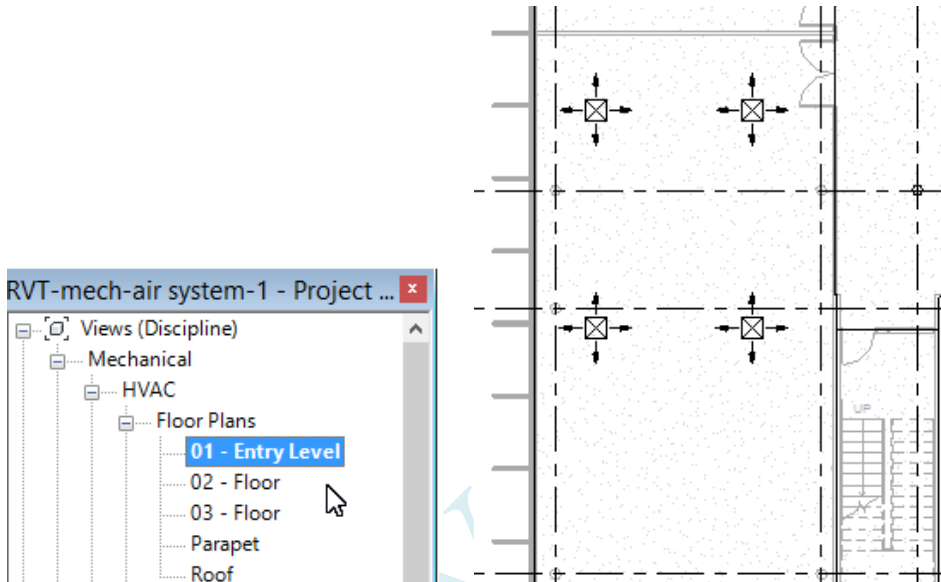 RVT-mech-air system-1 - Project ...
Views (Discipline)
Mechanical
HVAC
Floor Plans
01 - Entry Level
02 - Floor
03 - Floor
Parapet
Roof
UP